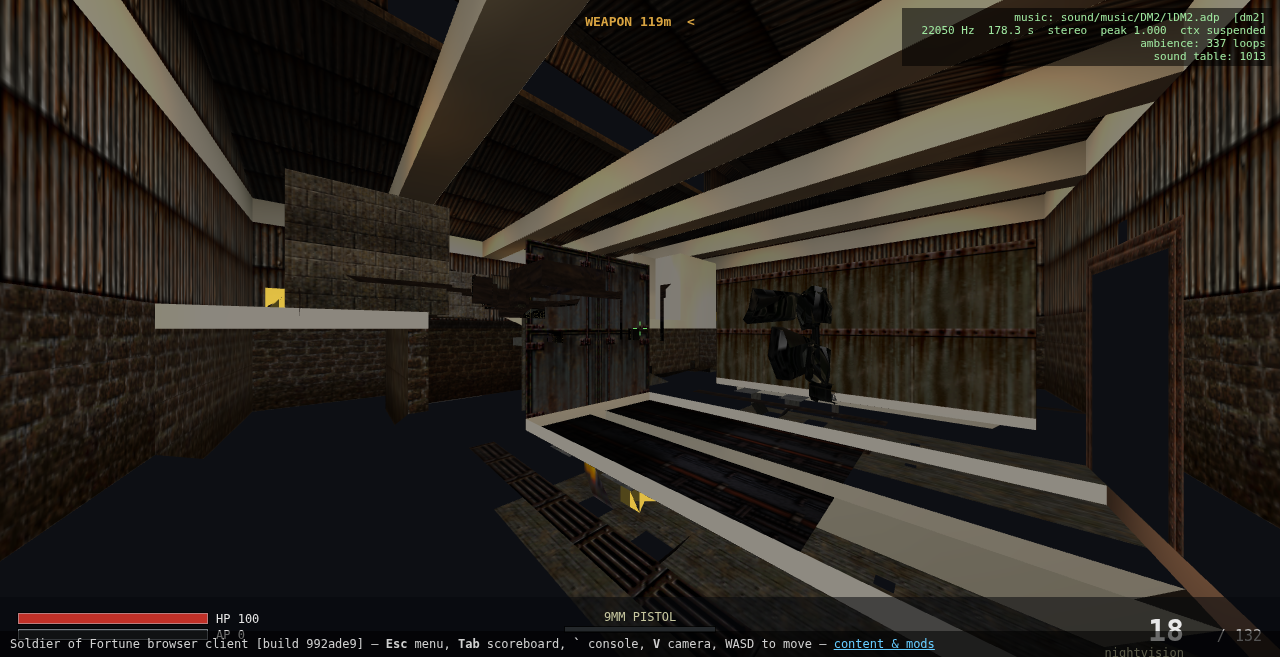 WEAPON 119m <
music: sound/music/DM2/lDM2.adp [dm2]
22050 Hz 178.3 s stereo peak 1.000 ctx suspended
ambience: 337 loops
sound table: 1013
9MM PISTOL
HP 100
AP 0
18 / 132
Soldier of Fortune browser client [build 992ade9] — Esc menu, Tab scoreboard, ` console, V camera, WASD to move — content & mods
nightvision